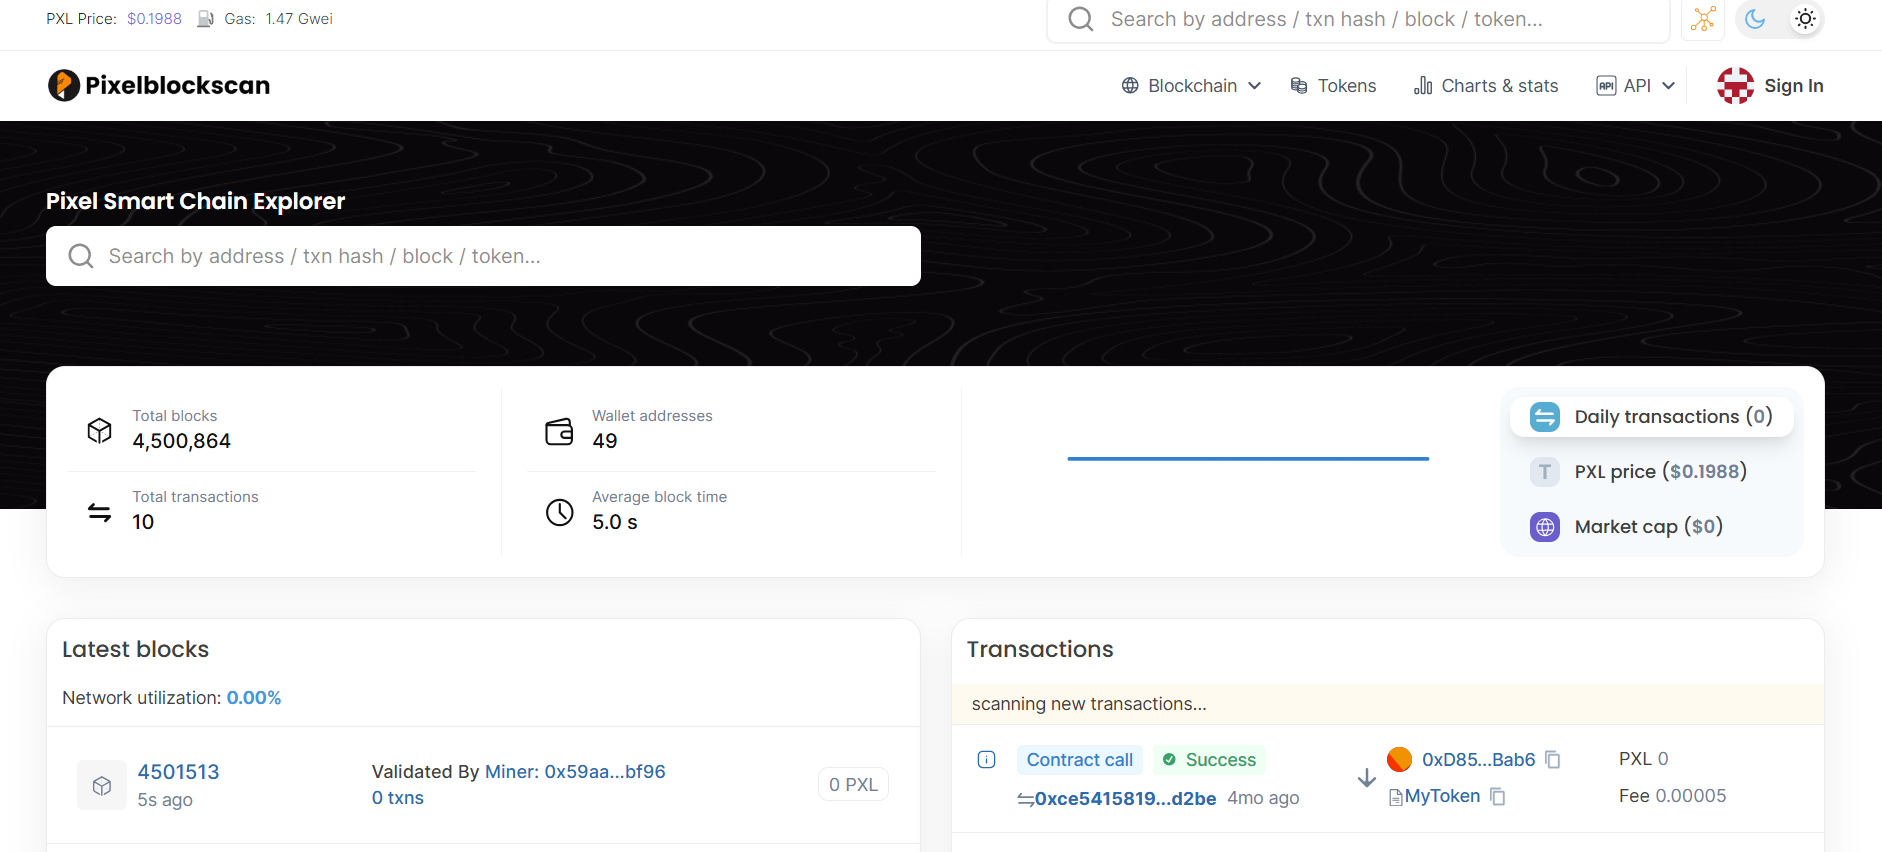 PXL Price: $0.1988 Gas: 1.47 Gwei
Search by address / txn hash / block / token...
Pixelblockscan
Blockchain Tokens Charts & stats API API Sign In
Pixel Smart Chain Explorer
Search by address / txn hash / block / token...
Total blocks
4,500,864
Wallet addresses
49
Total transactions
10
Average block time
5.0 s
Daily transactions (0)
T PXL price ($0.1988)
Market cap ($0)
Latest blocks
Network utilization: 0.00%
4501513
5s ago
Validated By Miner: 0x59aa...bf96
0 txns
0 PXL
Transactions
scanning new transactions...
Contract call Success
0xce5415819...d2be 4mo ago
0xD85...Bab6
MyToken
PXL 0
Fee 0.00005